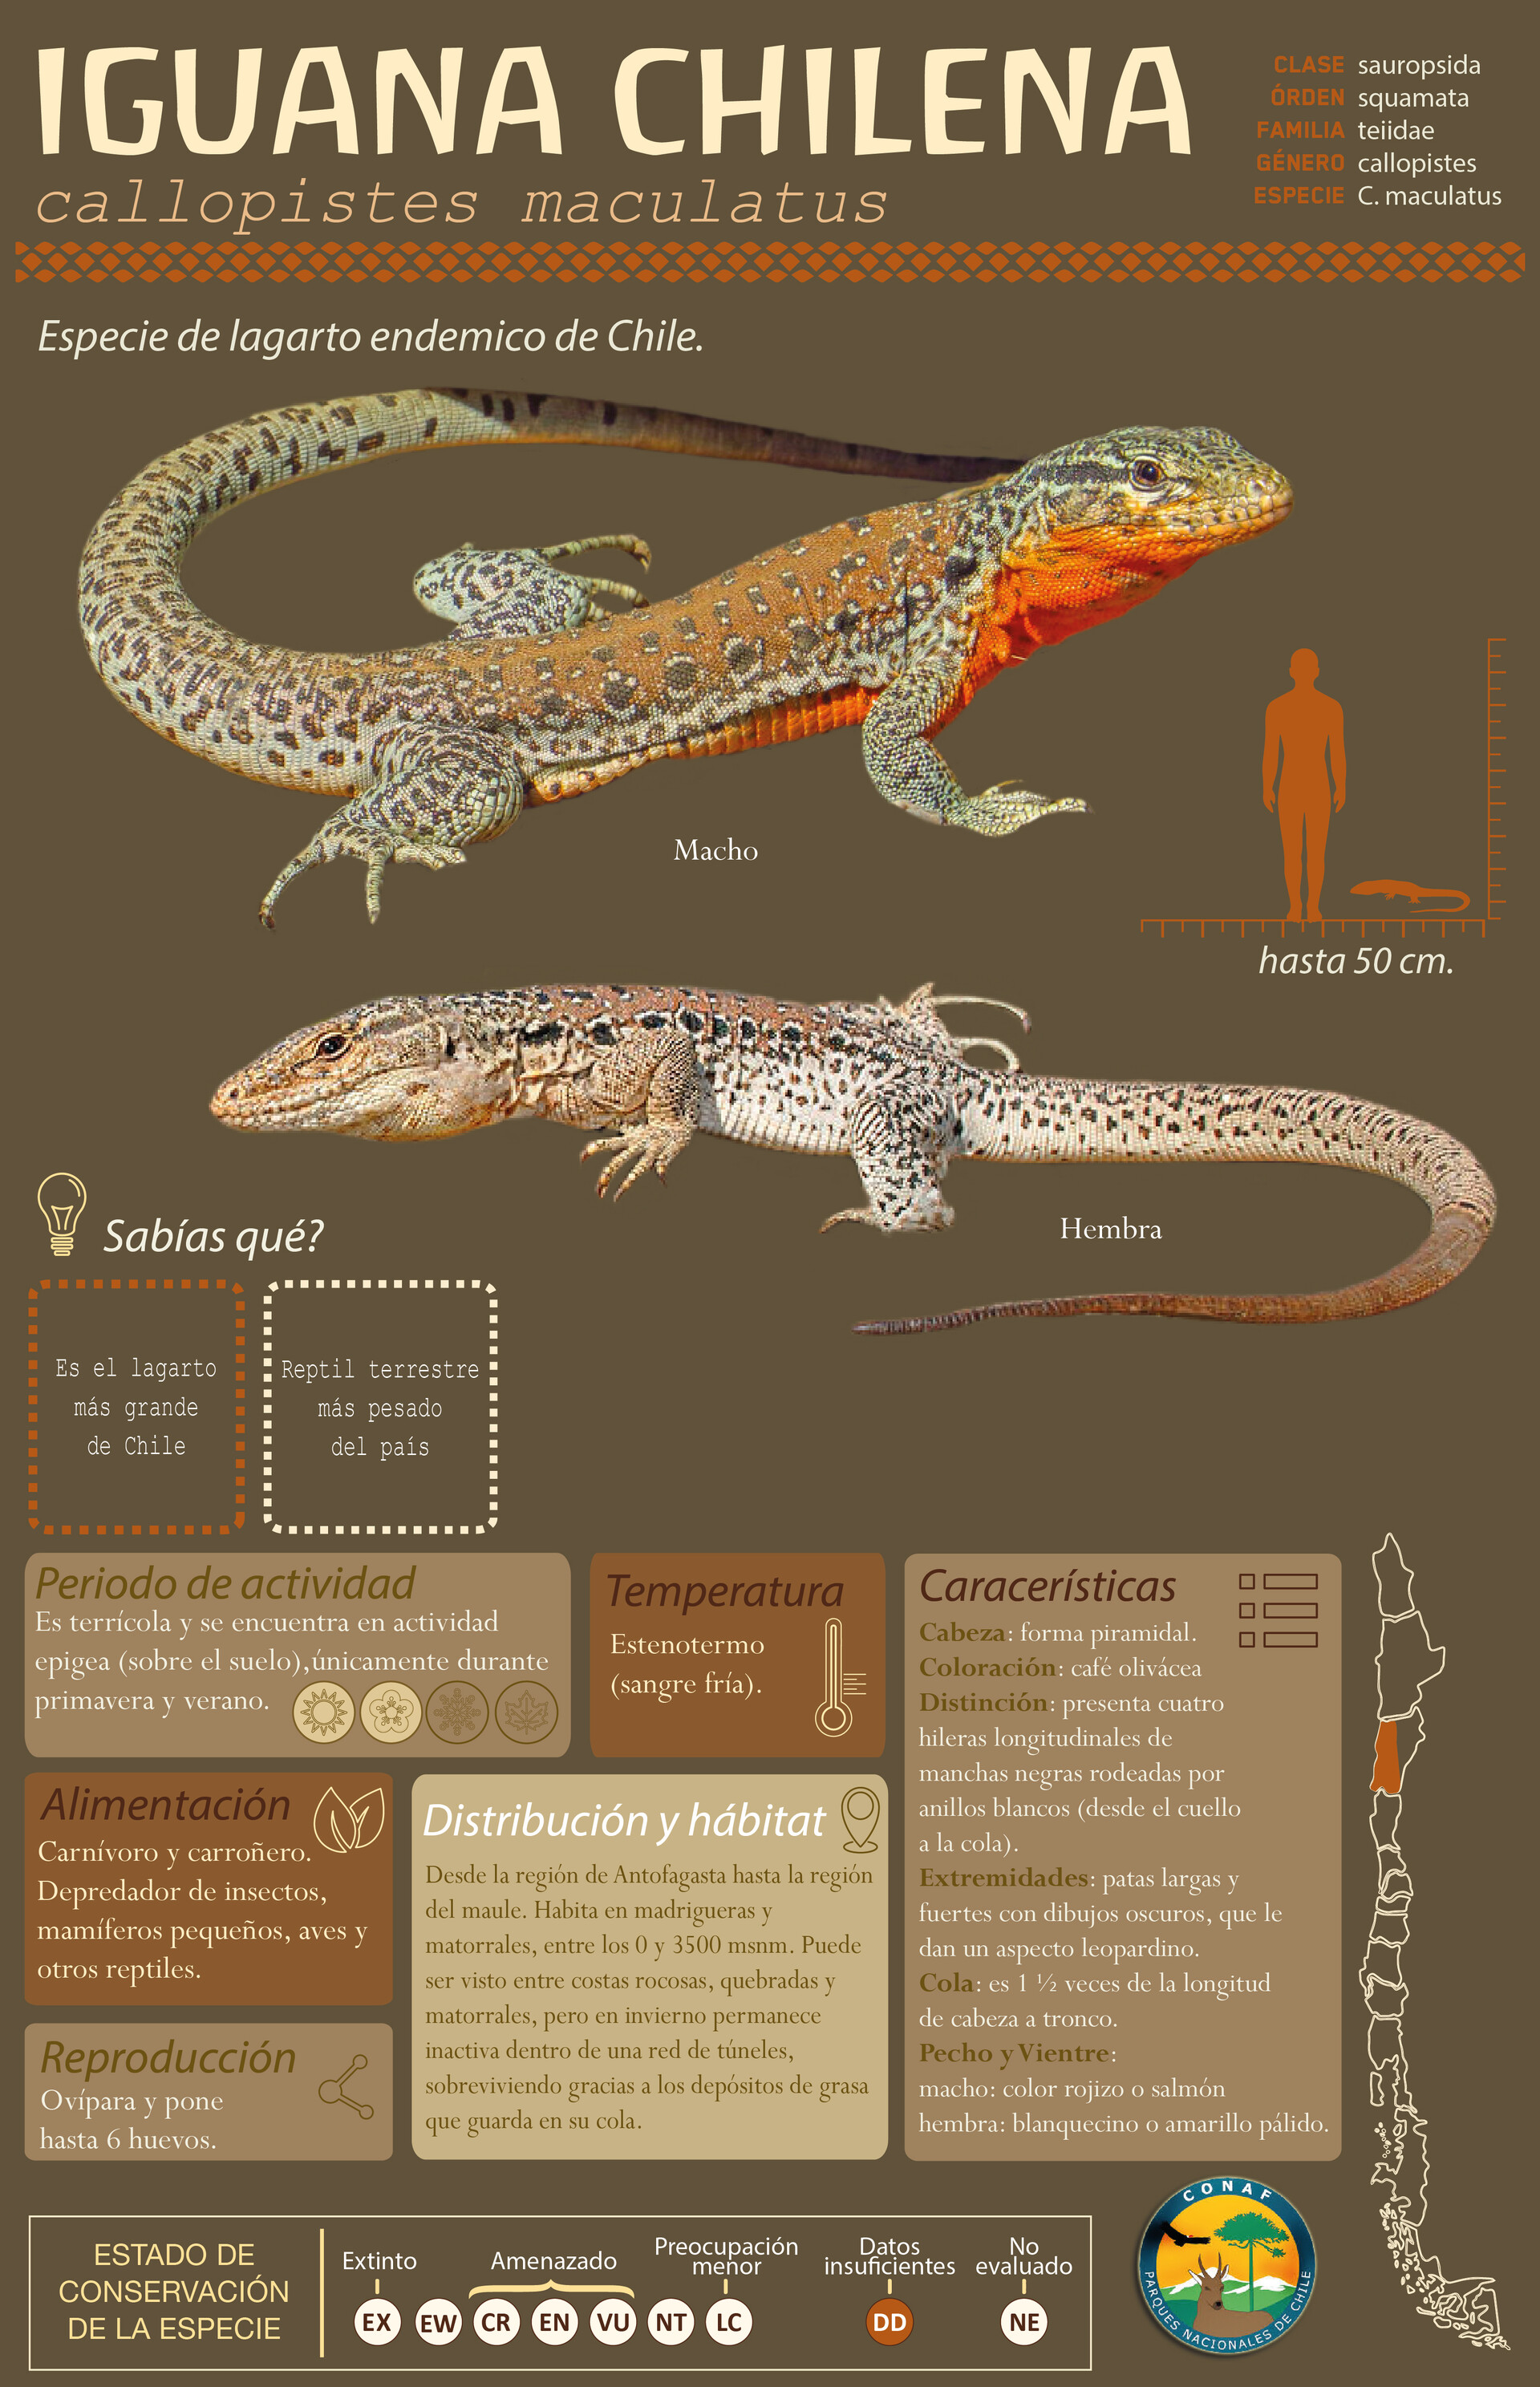 IGUANA CHILENA
callopistes maculatus
CLASE sauropsida
ÓRDEN squamata
FAMILIA teiidae
GÉNERO callopistes
ESPECIE C. maculatus
Especie de lagarto endemico de Chile.
Macho
hasta 50 cm.
Hembra
Sabías qué?
Es el lagarto
más grande
de Chile
Reptil terrestre
más pesado
del país
Periodo de actividad
Es terrícola y se encuentra en actividad
epigea (sobre el suelo),únicamente durante
primavera y verano.
Temperatura
Estenotermo
(sangre fría).
Caracerísticas
Cabeza: forma piramidal.
Coloración: café olivácea
Distinción: presenta cuatro
hileras longitudinales de
manchas negras rodeadas por
anillos blancos (desde el cuello
a la cola).
Extremidades: patas largas y
fuertes con dibujos oscuros, que le
dan un aspecto leopardino.
Cola: es 1 ½ veces de la longitud
de cabeza a tronco.
Pecho y Vientre:
macho: color rojizo o salmón
hembra: blanquecino o amarillo pálido.
Alimentación
Carnívoro y carroñero.
Depredador de insectos,
mamíferos pequeños, aves y
otros reptiles.
Distribución y hábitat
Desde la región de Antofagasta hasta la región
del maule. Habita en madrigueras y
matorrales, entre los 0 y 3500 msnm. Puede
ser visto entre costas rocosas, quebradas y
matorrales, pero en invierno permanece
inactiva dentro de una red de túneles,
sobreviviendo gracias a los depósitos de grasa
que guarda en su cola.
Reproducción
Ovípara y pone
hasta 6 huevos.
ESTADO DE
CONSERVACIÓN
DE LA ESPECIE
Extinto
Amenazado
Preocupación
menor
Datos
insuficientes
No
evaluado
EX EW CR EN VU NT LC DD NE
CONAF
PARQUES NACIONALES DE CHILE